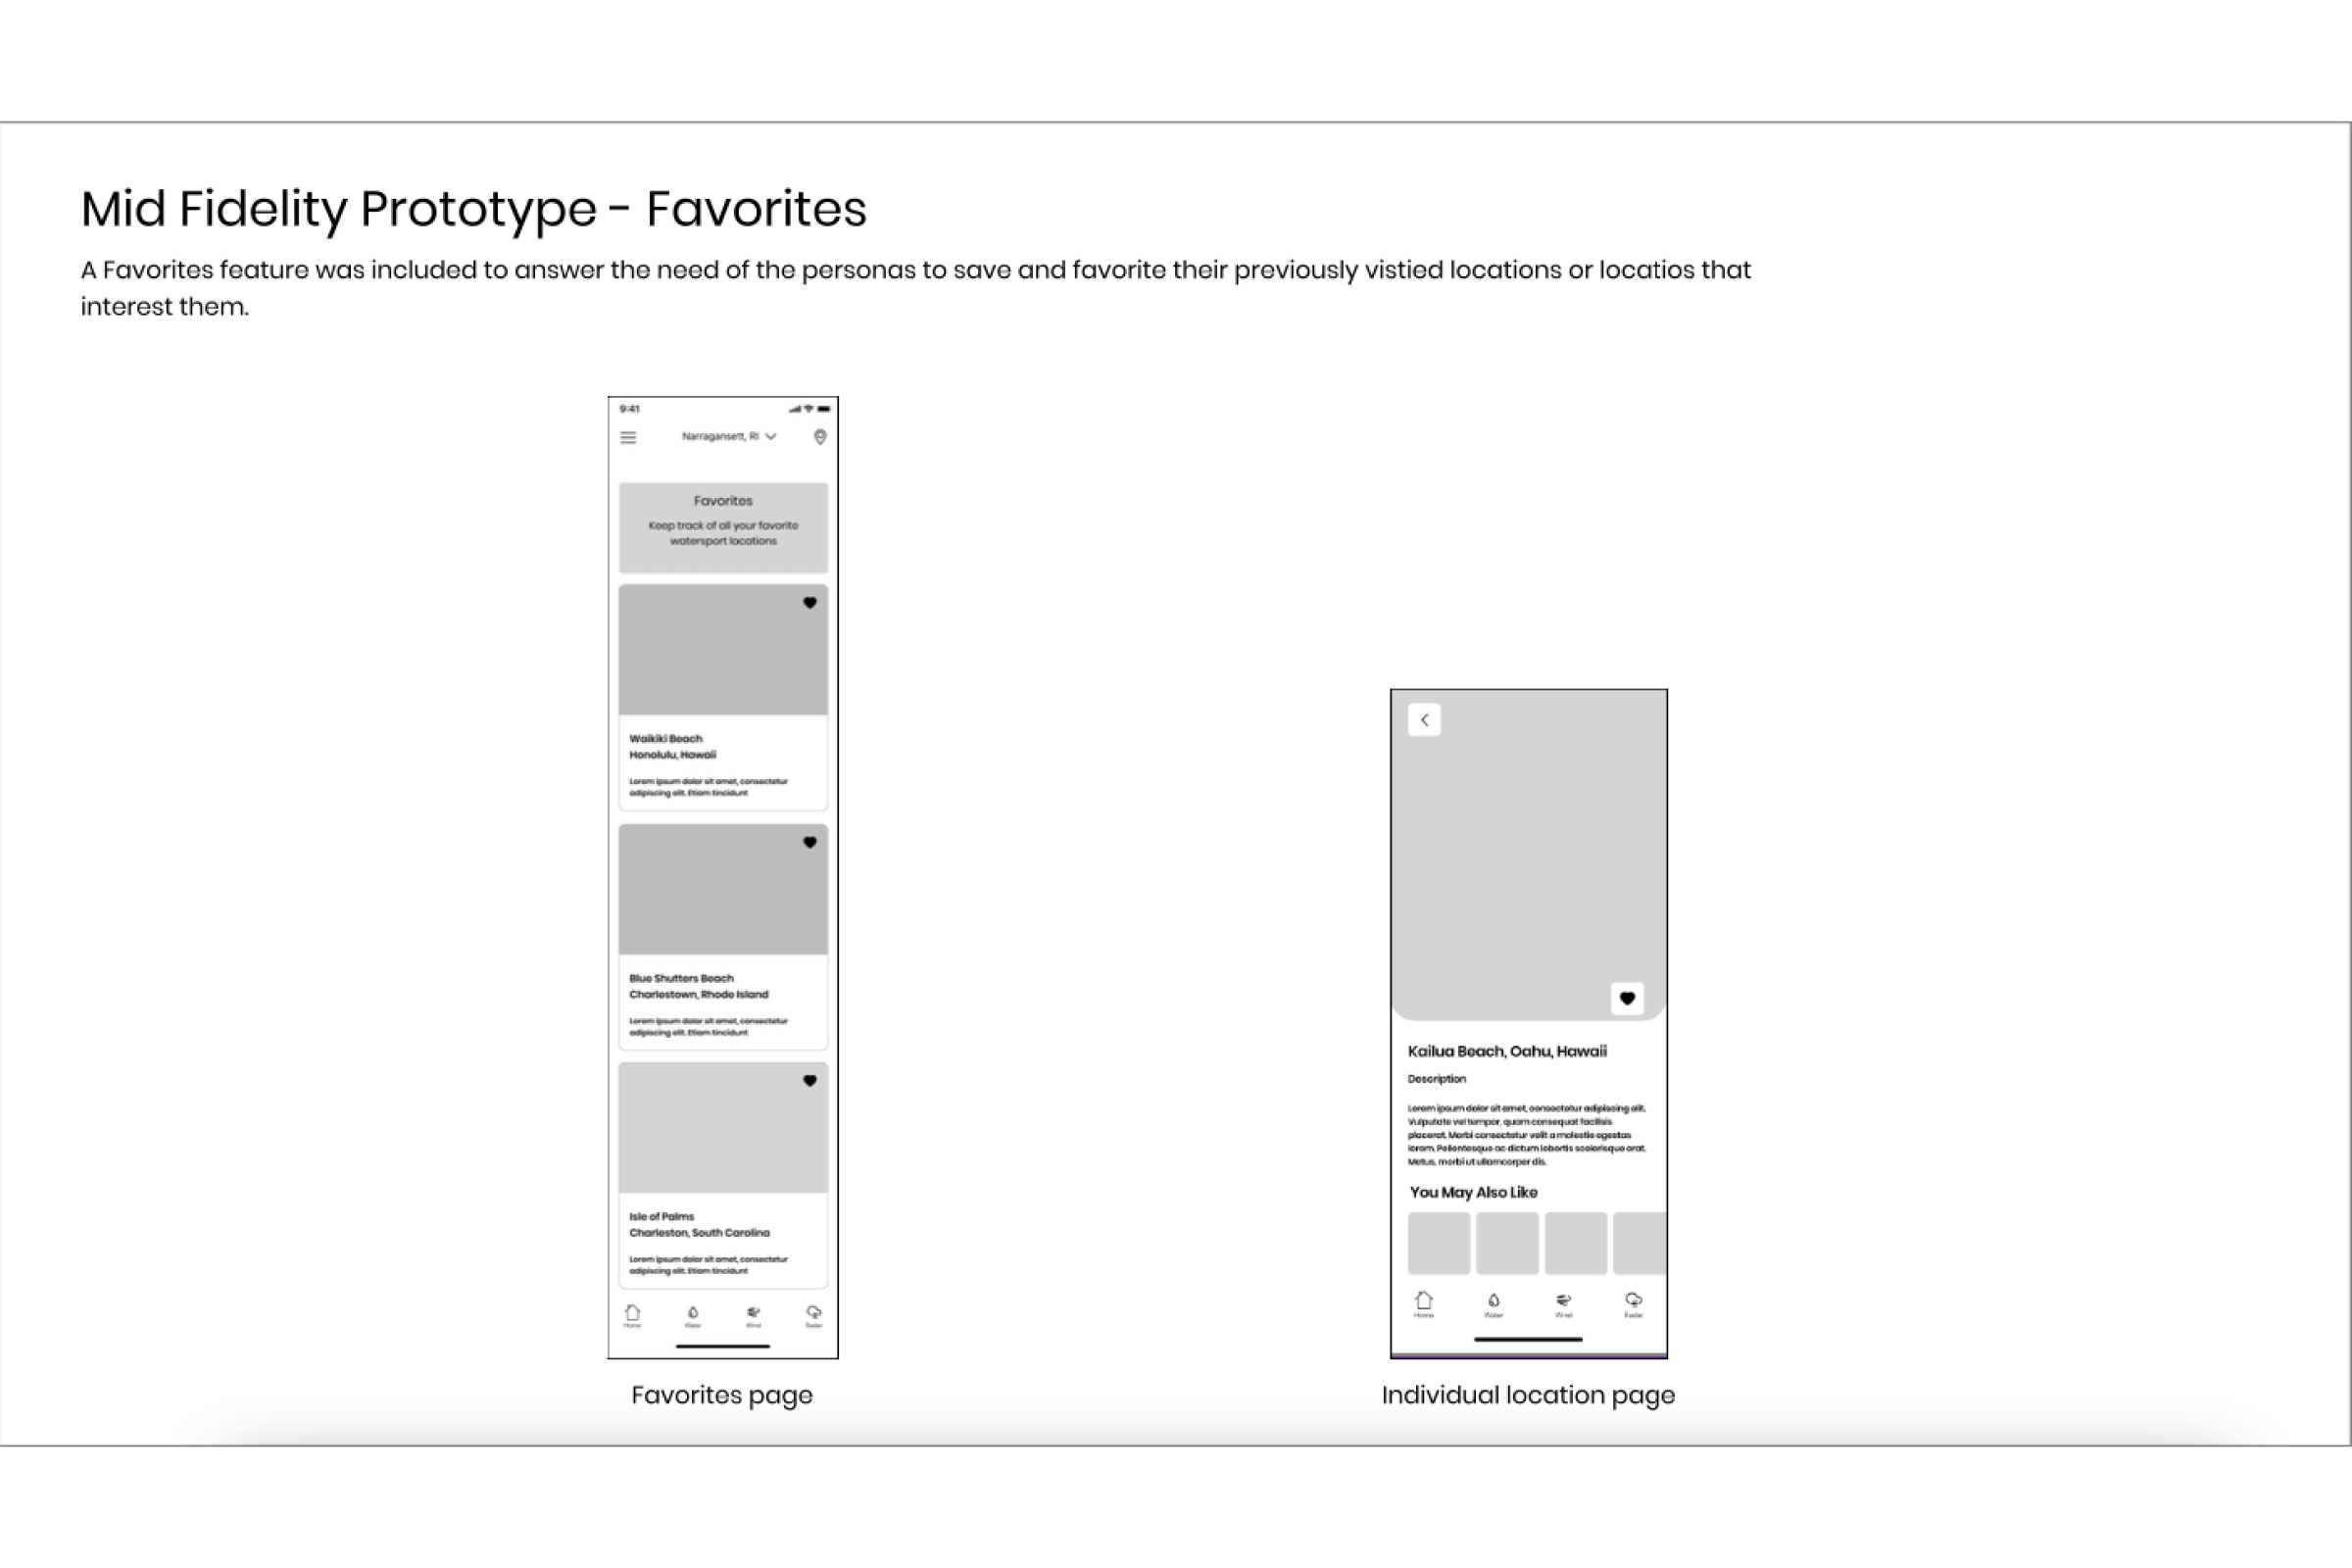 Mid Fidelity Prototype - Favorites
A Favorites feature was included to answer the need of the personas to save and favorite their previously vistied locations or locatios that
interest them.
9:41
Narragansett, RI
Favorites
Keep track of all your favorite
watersport locations
Waikiki Beach
Honolulu, Hawaii
Lorem ipsum dolor sit amet, consectetur
adipiscing elit. Etiam tincidunt
Blue Shutters Beach
Charlestown, Rhode Island
Lorem ipsum dolor sit amet, consectetur
adipiscing elit. Etiam tincidunt
Isle of Palms
Charleston, South Carolina
Lorem ipsum dolor sit amet, consectetur
adipiscing elit. Etiam tincidunt
Home Water Wind Radar
Favorites page
Kailua Beach, Oahu, Hawaii
Description
Lorem ipsum dolor sit amet, consectetur adipiscing elit.
Vulputate vel tempor, quam consequat facilisis
placerat. Morbi consectetur velit a molestie egestas
lorem. Pellentesque ac dictum lobortis scelerisque erat.
Metus, morbi ut ullamcorper dis.
You May Also Like
Home Water Wind Radar
Individual location page